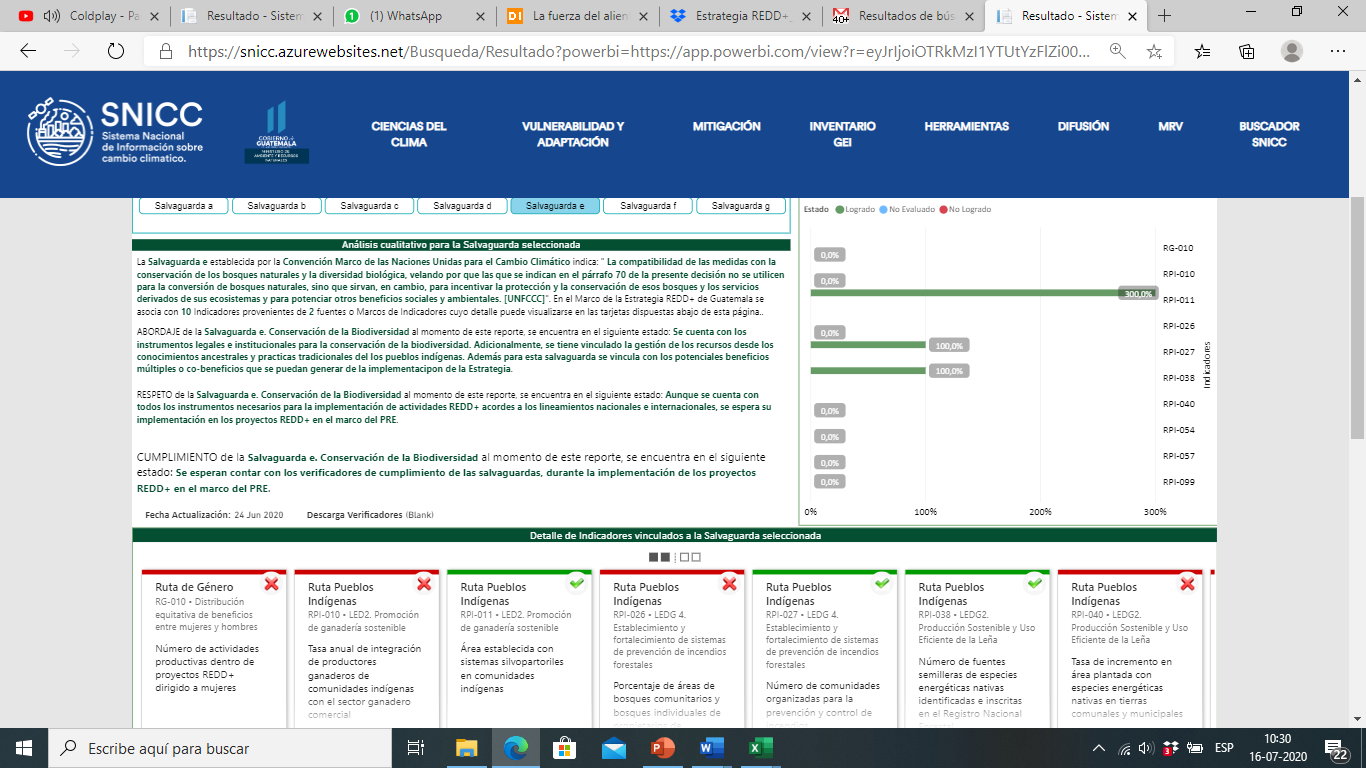 Coldplay - Pa
Resultado - Sistem
(1) WhatsApp
La fuerza del alien
Estrategia REDD+
Resultados de bús
Resultado - Sistem
https://snicc.azurewebsites.net/Busqueda/Resultado?powerbi=https://app.powerbi.com/view?r=eyJrIjoiOTRkMzI1YTUtYzFlZi00...
SNICC
Sistema Nacional
de Información sobre
cambio climatico.
GOBIERNO de
GUATEMALA
MINISTERIO DE
AMBIENTE Y RECURSOS
NATURALES
CIENCIAS DEL
CLIMA
VULNERABILIDAD Y
ADAPTACIÓN
MITIGACIÓN
INVENTARIO
GEI
HERRAMIENTAS
DIFUSIÓN
MRV
BUSCADOR
SNICC
Salvaguarda a
Salvaguarda b
Salvaguarda c
Salvaguarda d
Salvaguarda e
Salvaguarda f
Salvaguarda g
Análisis cualitativo para la Salvaguarda seleccionada
La Salvaguarda e establecida por la Convención Marco de las Naciones Unidas para el Cambio Climático indica: " La compatibilidad de las medidas con la
conservación de los bosques naturales y la diversidad biológica, velando por que las que se indican en el párrafo 70 de la presente decisión no se utilicen
para la conversión de bosques naturales, sino que sirvan, en cambio, para incentivar la protección y la conservación de esos bosques y los servicios
derivados de sus ecosistemas y para potenciar otros beneficios sociales y ambientales. [UNFCCC]". En el Marco de la Estrategia REDD+ de Guatemala se
asocia con 10 Indicadores provenientes de 2 fuentes o Marcos de Indicadores cuyo detalle puede visualizarse en las tarjetas dispuestas abajo de esta página..
ABORDAJE de la Salvaguarda e. Conservación de la Biodiversidad al momento de este reporte, se encuentra en el siguiente estado: Se cuenta con los
instrumentos legales e institucionales para la conservación de la biodiversidad. Adicionalmente, se tiene vinculado la gestión de los recursos desde los
conocimientos ancestrales y practicas tradicionales del los pueblos indígenas. Además para esta salvaguarda se vincula con los potenciales beneficios
múltiples o co-beneficios que se puedan generar de la implementacipon de la Estrategia.
RESPETO de la Salvaguarda e. Conservación de la Biodiversidad al momento de este reporte, se encuentra en el siguiente estado: Aunque se cuenta con
todos los instrumentos necesarios para la implementación de actividades REDD+ acordes a los lineamientos nacionales e internacionales, se espera su
implementación en los proyectos REDD+ en el marco del PRE.
CUMPLIMIENTO de la Salvaguarda e. Conservación de la Biodiversidad al momento de este reporte, se encuentra en el siguiente
estado: Se esperan contar con los verificadores de cumplimiento de las salvaguardas, durante la implementación de los proyectos
REDD+ en el marco del PRE.
Fecha Actualización: 24 Jun 2020 Descarga Verificadores (Blank)
Estado Logrado No Evaluado No Logrado
0,0% RG-010
0,0% RPI-010
300,0% RPI-011
0,0% RPI-026
100,0% RPI-027
100,0% RPI-038
0,0% RPI-040
0,0% RPI-054
0,0% RPI-057
0,0% RPI-099
Indicadores
0% 100% 200% 300%
Detalle de Indicadores vinculados a la Salvaguarda seleccionada
Ruta de Género
RG-010 • Distribución
equitativa de beneficios
entre mujeres y hombres
Número de actividades
productivas dentro de
proyectos REDD+
dirigido a mujeres
Ruta Pueblos
Indígenas
RPI-010 • LED2. Promoción
de ganadería sostenible
Tasa anual de integración
de productores
ganaderos de
comunidades indígenas
con el sector ganadero
comercial
Ruta Pueblos
Indígenas
RPI-011 • LED2. Promoción
de ganadería sostenible
Área establecida con
sistemas silvopartoriles
en comunidades
indígenas
Ruta Pueblos
Indígenas
RPI-026 • LEDG 4.
Establecimiento y
fortalecimiento de sistemas
de prevención de incendios
forestales
Porcentaje de áreas de
bosques comunitarios y
bosques individuales de
Ruta Pueblos
Indígenas
RPI-027 • LEDG 4.
Establecimiento y
fortalecimiento de sistemas
de prevención de incendios
forestales
Número de comunidades
organizadas para la
prevención y control de
incendios
Ruta Pueblos
Indígenas
RPI-038 • LEDG2.
Producción Sostenible y Uso
Eficiente de la Leña
Número de fuentes
semilleras de especies
energéticas nativas
identificadas e inscritas
en el Registro Nacional
Ruta Pueblos
Indígenas
RPI-040 • LEDG2.
Producción Sostenible y Uso
Eficiente de la Leña
Tasa de incremento en
área plantada con
especies energéticas
nativas en tierras
comunales y municipales
Escribe aquí para buscar
ESP
10:30
16-07-2020
22